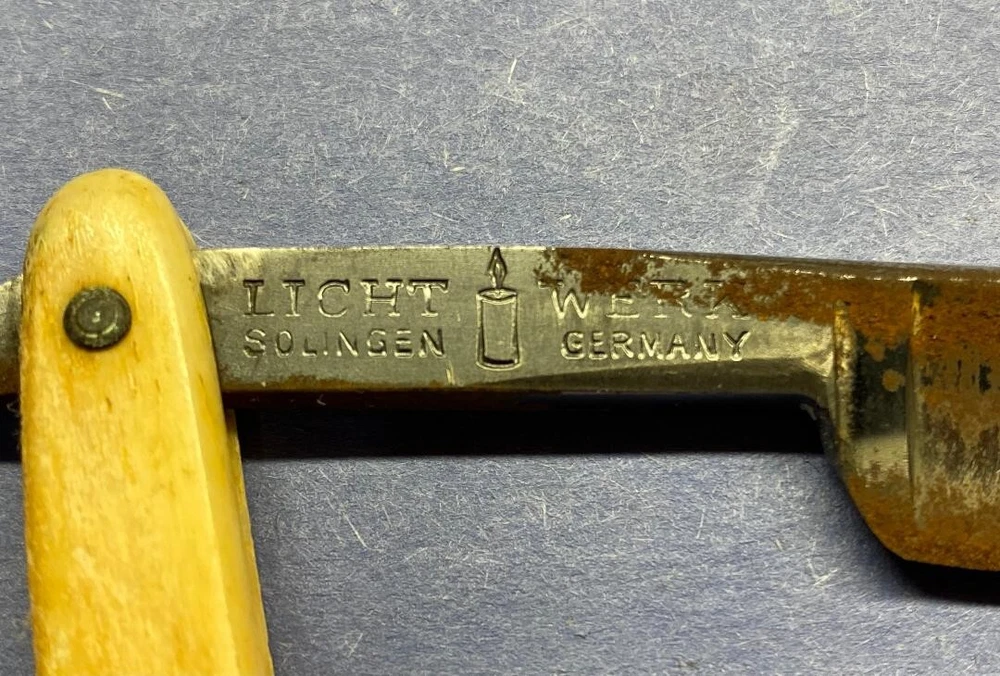 LICHT WERK
SOLINGEN GERMANY